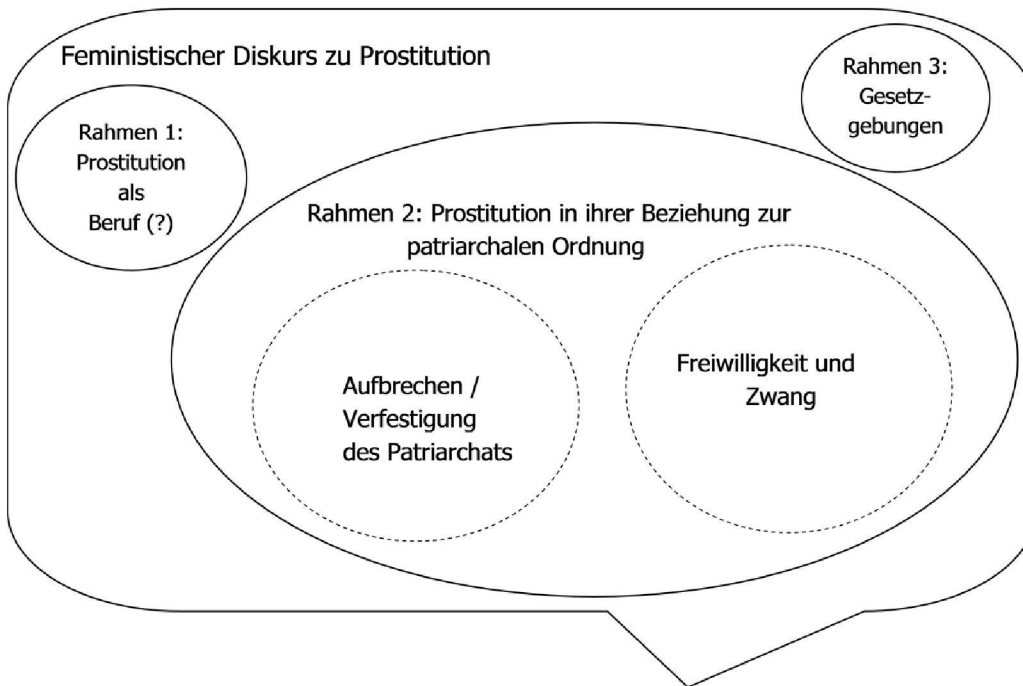 Feministischer Diskurs zu Prostitution
Rahmen 1:
Prostitution
als
Beruf (?)
Rahmen 3:
Gesetz-
gebungen
Rahmen 2: Prostitution in ihrer Beziehung zur
patriarchalen Ordnung
Aufbrechen /
Verfestigung
des Patriarchats
Freiwilligkeit und
Zwang